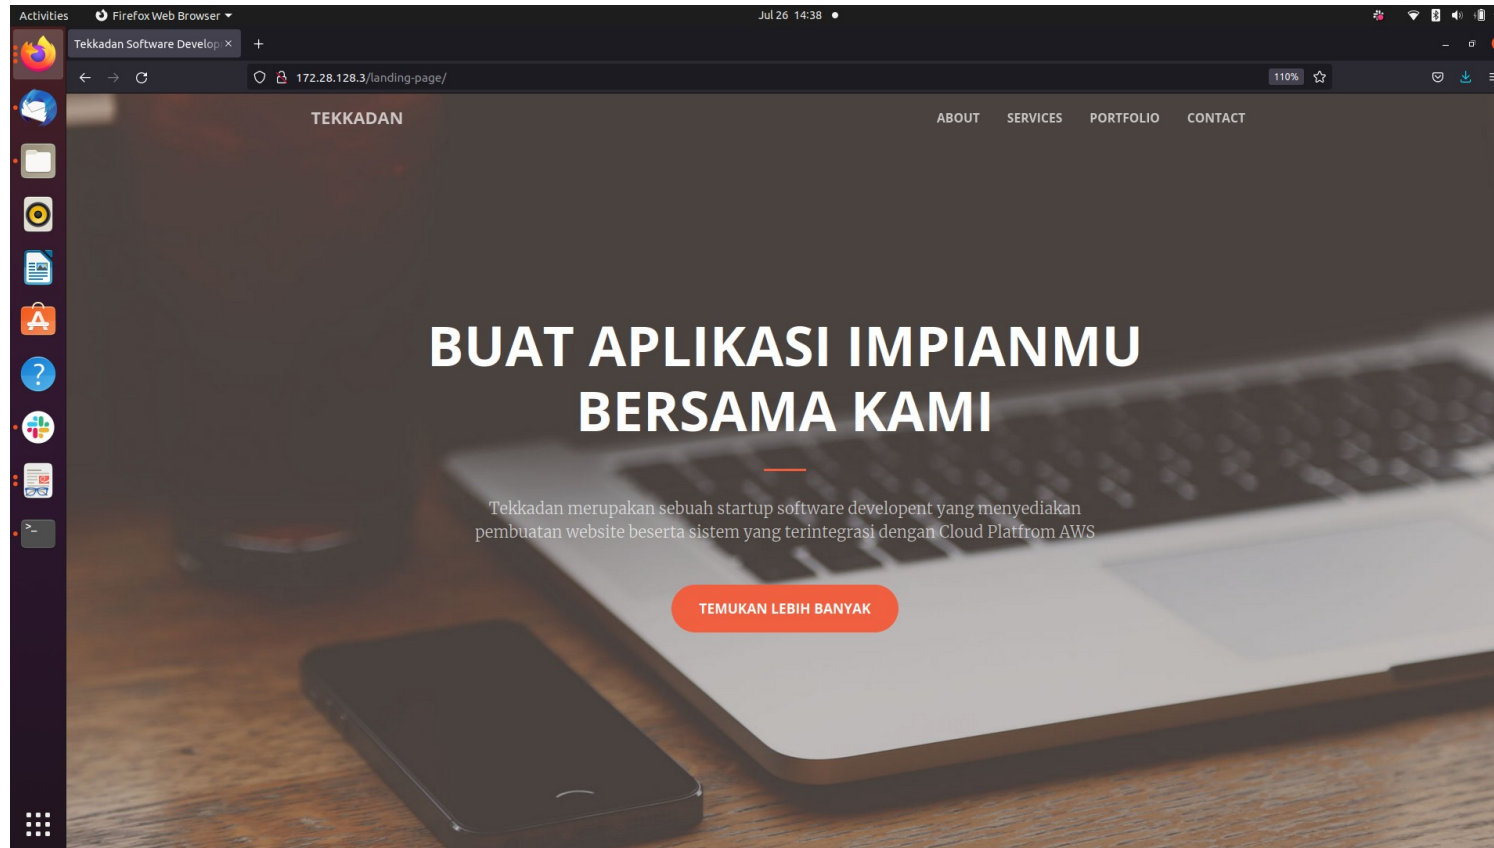 Activities Firefox Web Browser Jul 26 14:38
Tekkadan Software Develop
172.28.128.3/landing-page/ 110%
TEKKADAN ABOUT SERVICES PORTFOLIO CONTACT
BUAT APLIKASI IMPIANMU
BERSAMA KAMI
Tekkadan merupakan sebuah startup software developent yang menyediakan
pembuatan website beserta sistem yang terintegrasi dengan Cloud Platfrom AWS
TEMUKAN LEBIH BANYAK